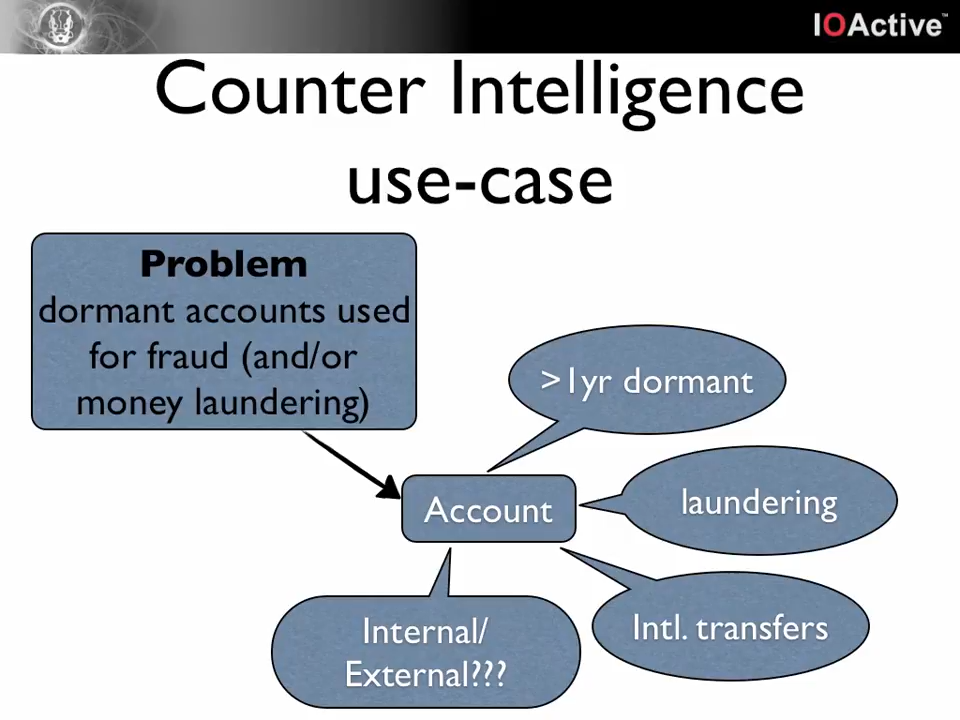 IOActive™
Counter Intelligence
use-case
Problem
dormant accounts used
for fraud (and/or
money laundering)
>1yr dormant
laundering
Account
Intl. transfers
Internal/
External???